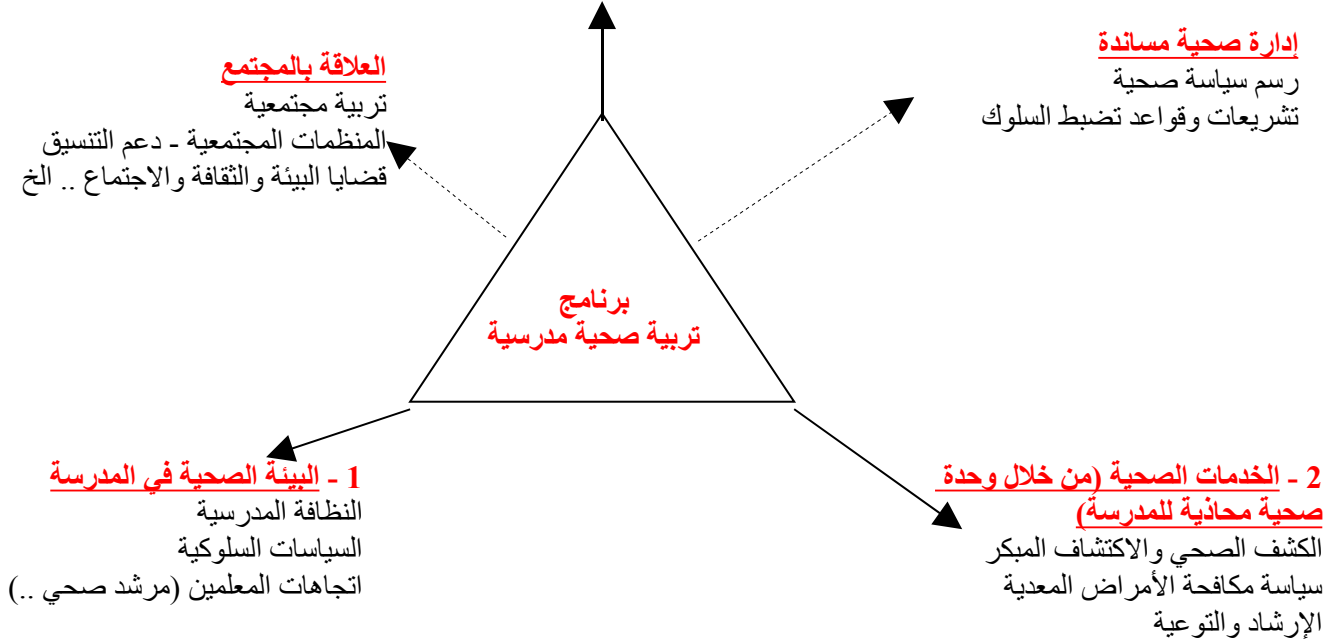 إدارة صحية مساندة
رسم سياسة صحية
تشريعات وقواعد تضبط السلوك
العلاقة بالمجتمع
تربية مجتمعية
المنظمات المجتمعية - دعم التنسيق
قضايا البيئة والثقافة والاجتماع .. الخ
برنامج
تربية صحية مدرسية
2 - الخدمات الصحية (من خلال وحدة
صحية محاذية للمدرسة)
الكشف الصحي والاكتشاف المبكر
سياسة مكافحة الأمراض المعدية
الإرشاد والتوعية
1 - البيئة الصحية في المدرسة
النظافة المدرسية
السياسات السلوكية
اتجاهات المعلمين (مرشد صحي ..)